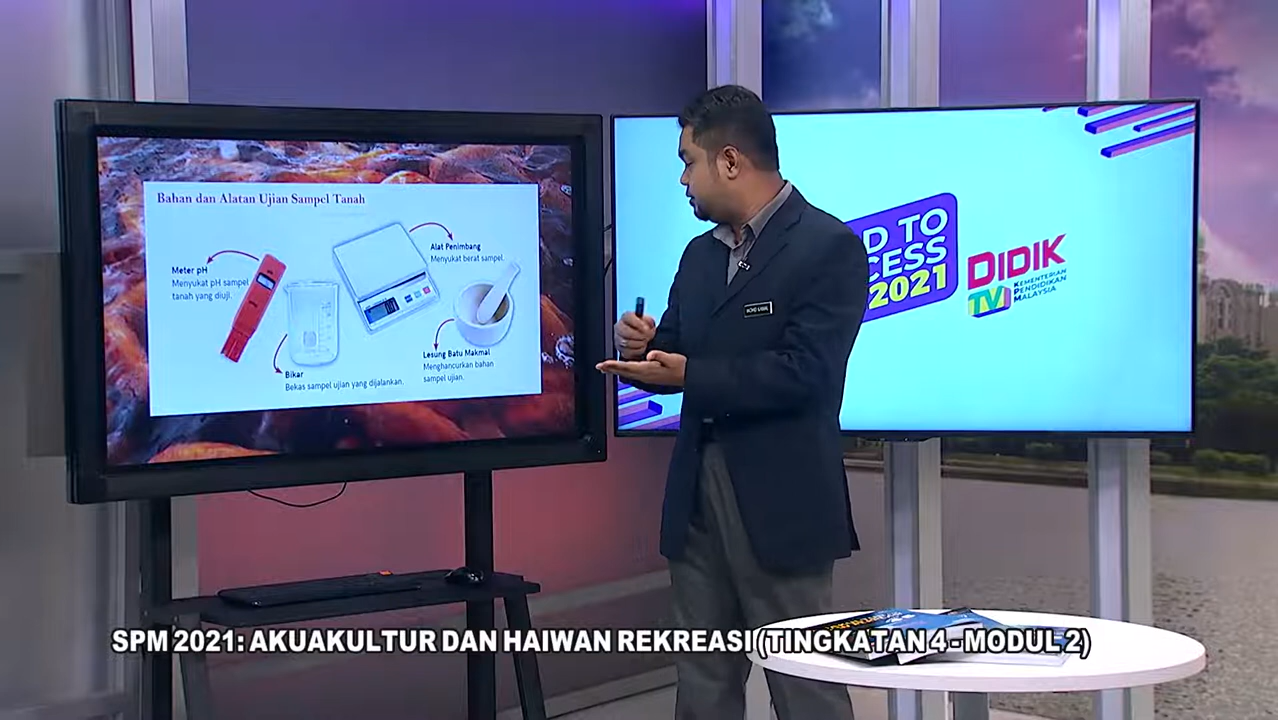 Bahan dan Alatan Ujian Sampel Tanah
Alat Penimbang
Menyukat berat sampel.
Meter pH
Menyukat pH sampel
tanah yang diuji.
Lesung Batu Makmal
Menghancurkan bahan
sampel ujian.
Bikar
Bekas sampel ujian yang dijalankan.
D TO
CESS
2021
DIDIK
TV
KEMENTERIAN
PENDIDIKAN
MALAYSIA
SPM 2021: AKUAKULTUR DAN HAIWAN REKREASI (TINGKATAN 4 - MODUL 2)